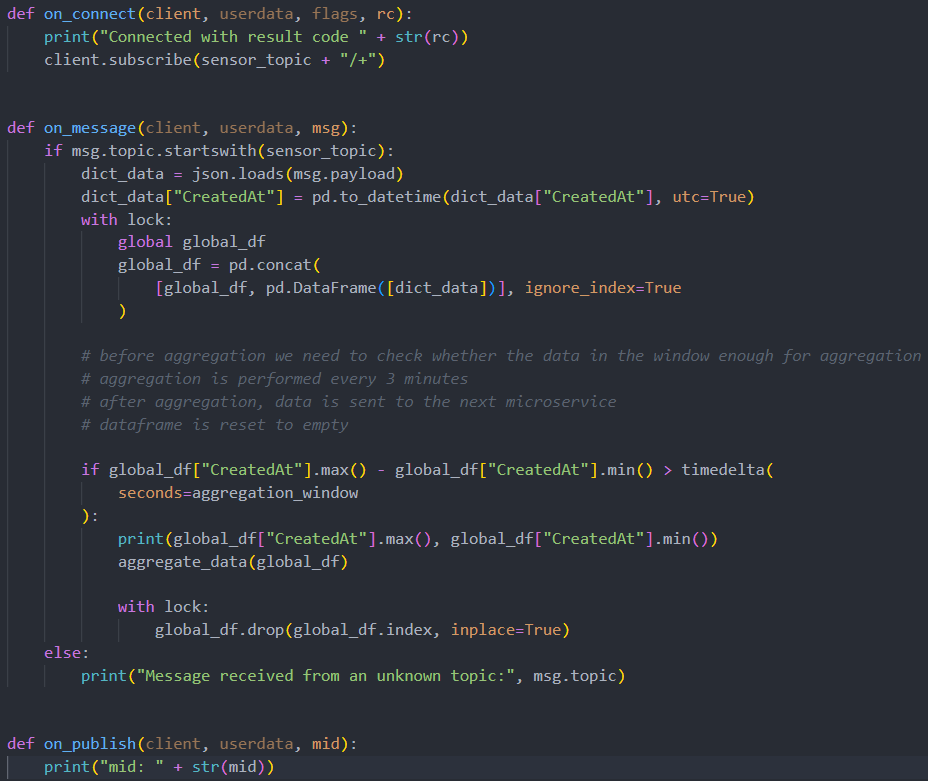 def on_connect(client, userdata, flags, rc):
    print("Connected with result code " + str(rc))
    client.subscribe(sensor_topic + "/+")
def on_message(client, userdata, msg):
    if msg.topic.startswith(sensor_topic):
        dict_data = json.loads(msg.payload)
        dict_data["CreatedAt"] = pd.to_datetime(dict_data["CreatedAt"], utc=True)
        with lock:
            global global_df
            global_df = pd.concat(
                [global_df, pd.DataFrame([dict_data])], ignore_index=True
            )
        # before aggregation we need to check whether the data in the window enough for aggregation
        # aggregation is performed every 3 minutes
        # after aggregation, data is sent to the next microservice
        # dataframe is reset to empty
        if global_df["CreatedAt"].max() - global_df["CreatedAt"].min() > timedelta(
            seconds=aggregation_window
        ):
            print(global_df["CreatedAt"].max(), global_df["CreatedAt"].min())
            aggregate_data(global_df)
            with lock:
                global_df.drop(global_df.index, inplace=True)
    else:
        print("Message received from an unknown topic:", msg.topic)
def on_publish(client, userdata, mid):
    print("mid: " + str(mid))